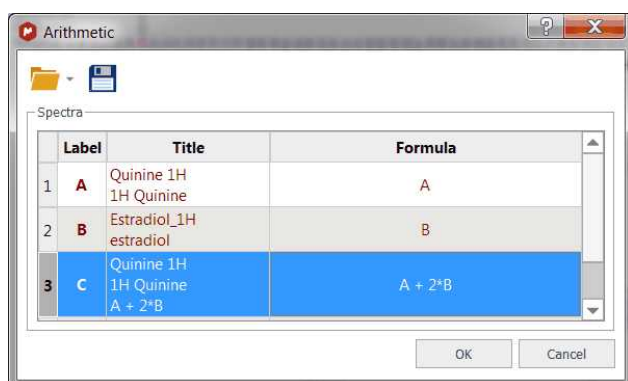 Arithmetic
Spectra
Label Title Formula
1 A Quinine 1H
1H Quinine A
2 B Estradiol_1H
estradiol B
3 C Quinine 1H
1H Quinine
A + 2*B A + 2*B
OK Cancel